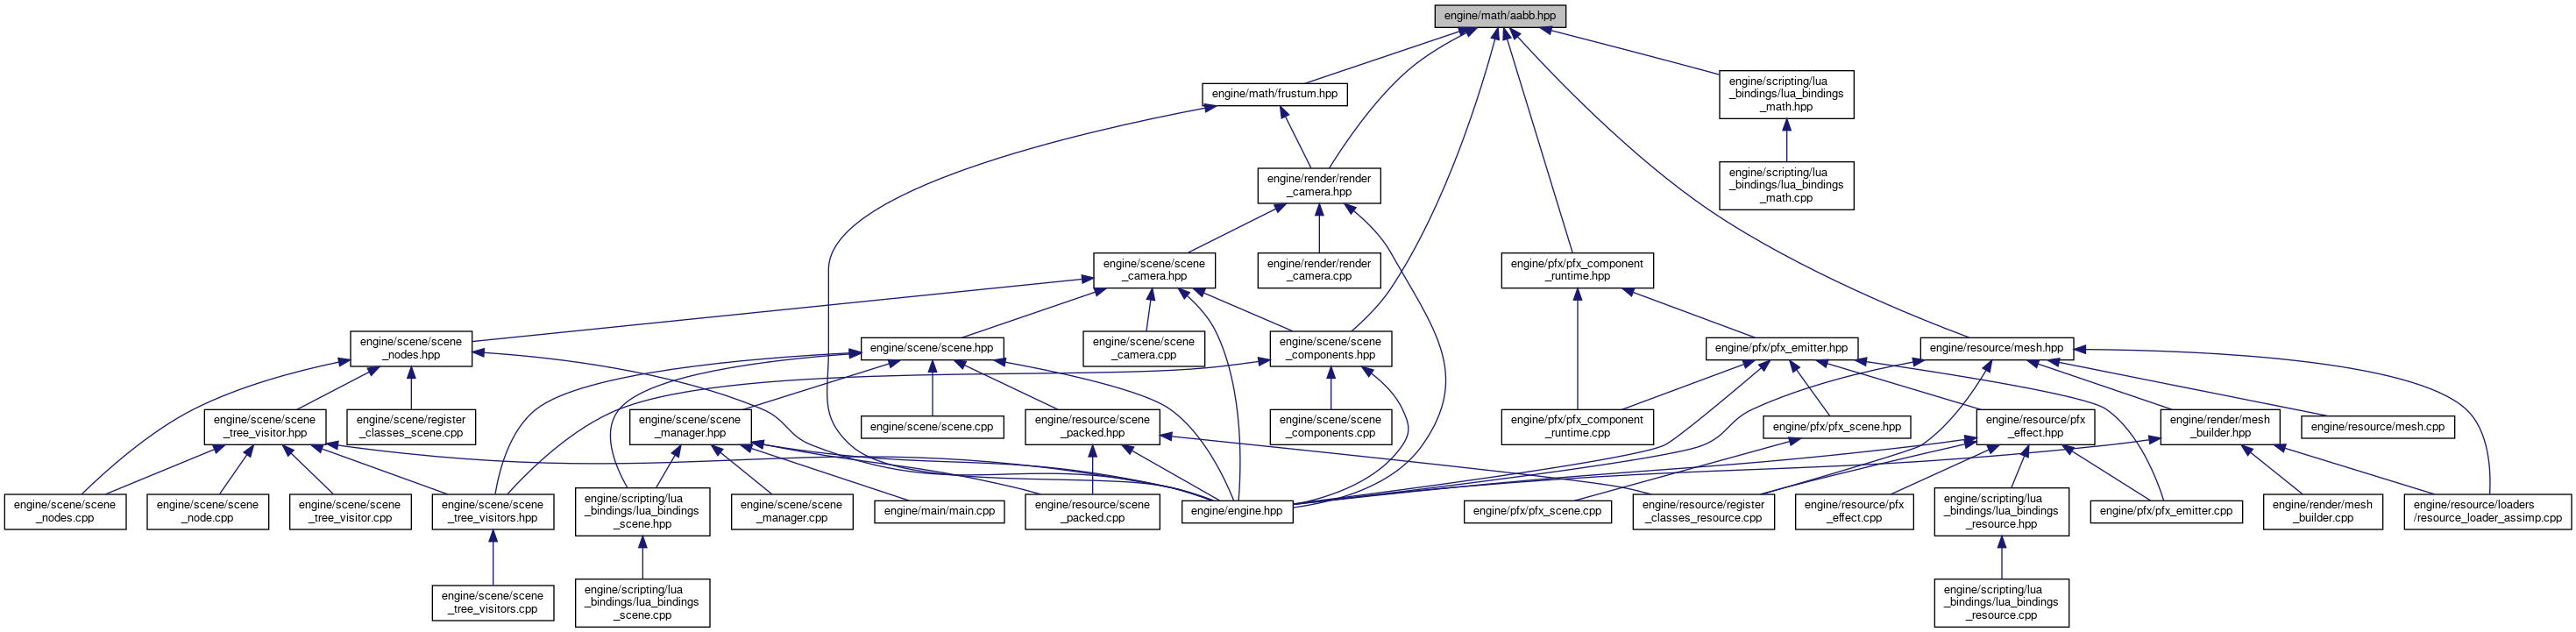 engine/math/aabb.hpp
engine/math/frustum.hpp
engine/scripting/lua
_bindings/lua_bindings
_math.hpp
engine/render/render
_camera.hpp
engine/scripting/lua
_bindings/lua_bindings
_math.cpp
engine/scene/scene
_camera.hpp
engine/render/render
_camera.cpp
engine/pfx/pfx_component
_runtime.hpp
engine/scene/scene
_nodes.hpp
engine/scene/scene.hpp
engine/scene/scene
_camera.cpp
engine/scene/scene
_components.hpp
engine/pfx/pfx_emitter.hpp
engine/resource/mesh.hpp
engine/scene/scene
_tree_visitor.hpp
engine/scene/register
_classes_scene.cpp
engine/scene/scene
_manager.hpp
engine/scene/scene.cpp
engine/resource/scene
_packed.hpp
engine/scene/scene
_components.cpp
engine/pfx/pfx_component
_runtime.cpp
engine/pfx/pfx_scene.hpp
engine/resource/pfx
_effect.hpp
engine/render/mesh
_builder.hpp
engine/resource/mesh.cpp
engine/scene/scene
_nodes.cpp
engine/scene/scene
_node.cpp
engine/scene/scene
_tree_visitor.cpp
engine/scene/scene
_tree_visitors.hpp
engine/scripting/lua
_bindings/lua_bindings
_scene.hpp
engine/scene/scene
_manager.cpp
engine/main/main.cpp
engine/resource/scene
_packed.cpp
engine/engine.hpp
engine/pfx/pfx_scene.cpp
engine/resource/register
_classes_resource.cpp
engine/resource/pfx
_effect.cpp
engine/scripting/lua
_bindings/lua_bindings
_resource.hpp
engine/pfx/pfx_emitter.cpp
engine/render/mesh
_builder.cpp
engine/resource/loaders
/resource_loader_assimp.cpp
engine/scene/scene
_tree_visitors.cpp
engine/scripting/lua
_bindings/lua_bindings
_scene.cpp
engine/scripting/lua
_bindings/lua_bindings
_resource.cpp